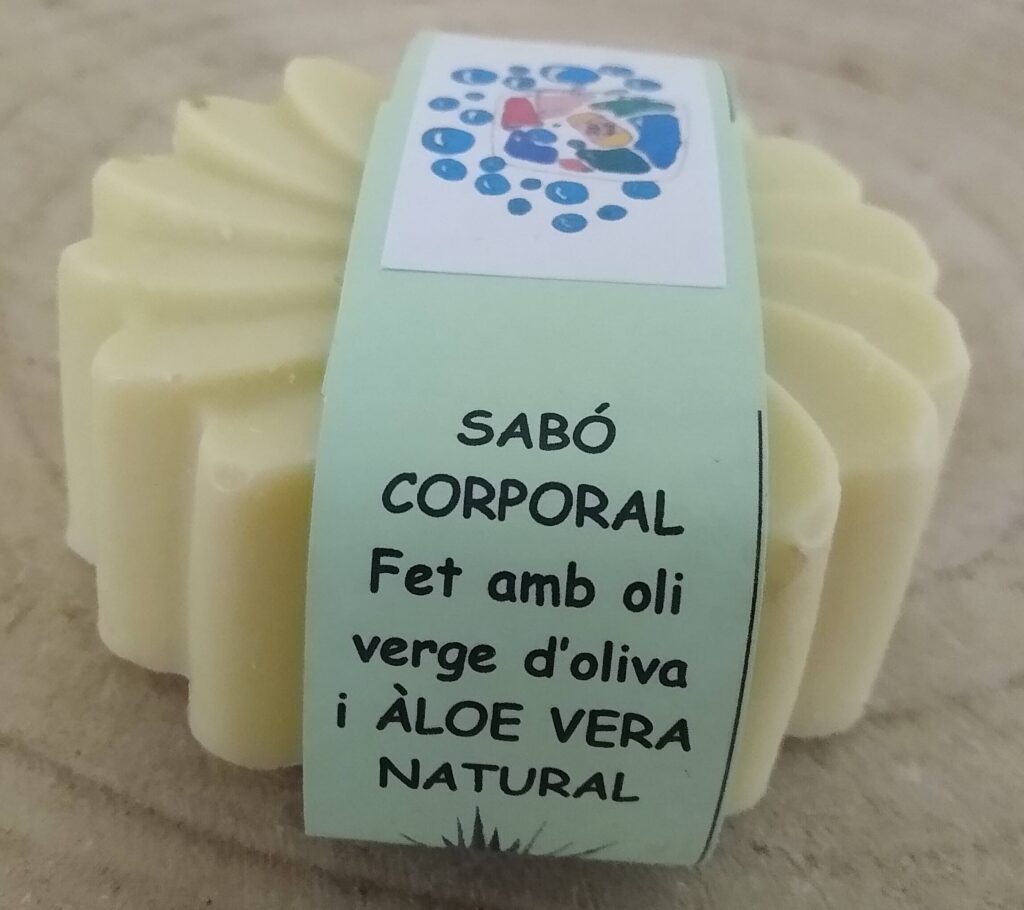 SABÓ
CORPORAL
Fet amb oli
verge d'oliva
i ÀLOE VERA
NATURAL